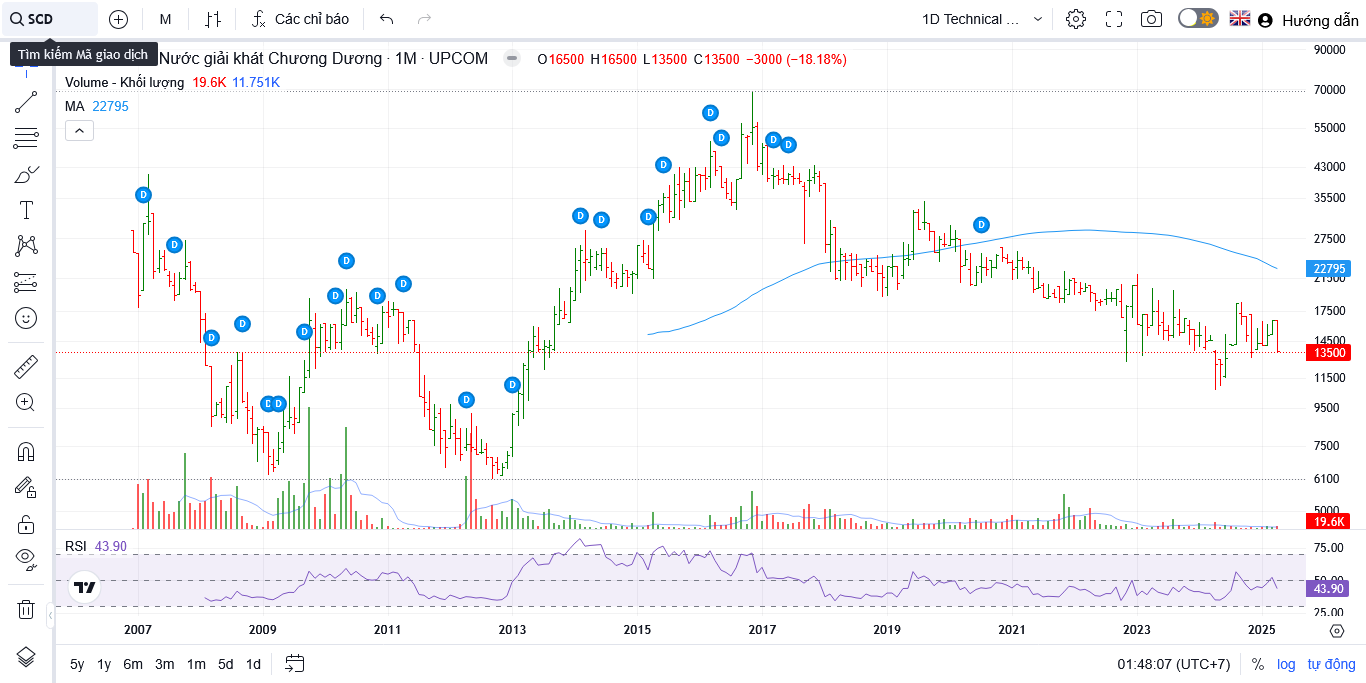 SCD M Các chỉ báo 1D Technical ... Hướng dẫn
Tìm kiếm Mã giao dịch
Nước giải khát Chương Dương · 1M · UPCOM O16500 H16500 L13500 C13500 −3000 (−18.18%)
Volume - Khối lượng 19.6K 11.751K
MA 22795
D D D D D D D D D D D D D D D D D D D D D D D
90000
70000
55000
43000
35500
27500
22795
21500
17500
14500
13500
11500
9500
7500
6100
5000
19.6K
RSI 43.90
75.00
50.00
43.90
25.00
2007 2009 2011 2013 2015 2017 2019 2021 2023 2025
5y 1y 6m 3m 1m 5d 1d 01:48:07 (UTC+7) % log tự động